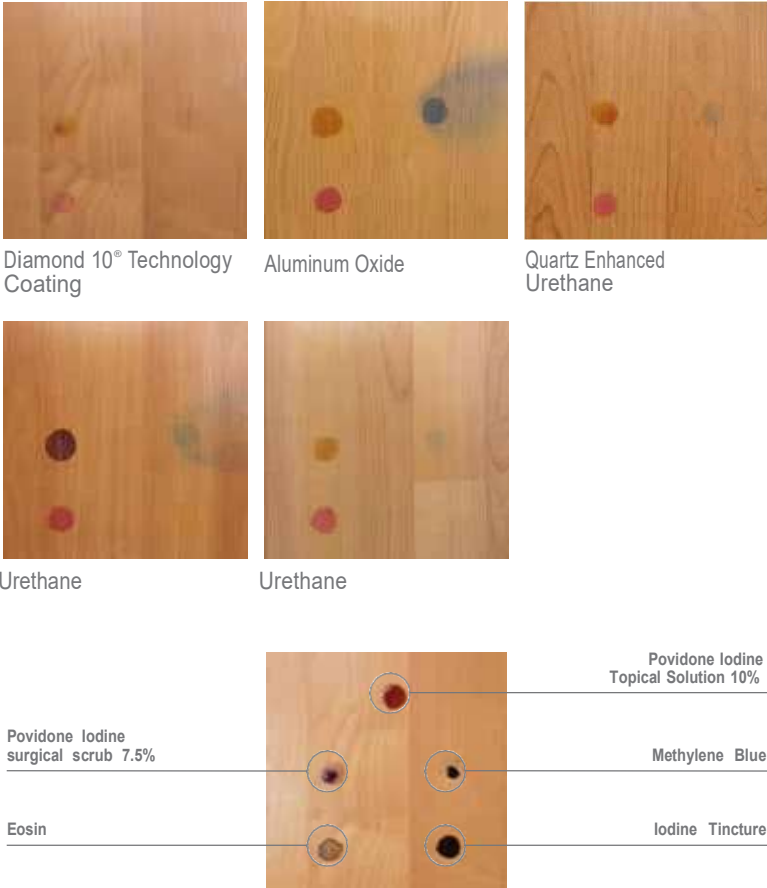 Diamond 10® Technology
Coating
Aluminum Oxide
Quartz Enhanced
Urethane
Urethane
Urethane
Povidone Iodine
Topical Solution 10%
Povidone Iodine
surgical scrub 7.5%
Methylene Blue
Eosin
Iodine Tincture